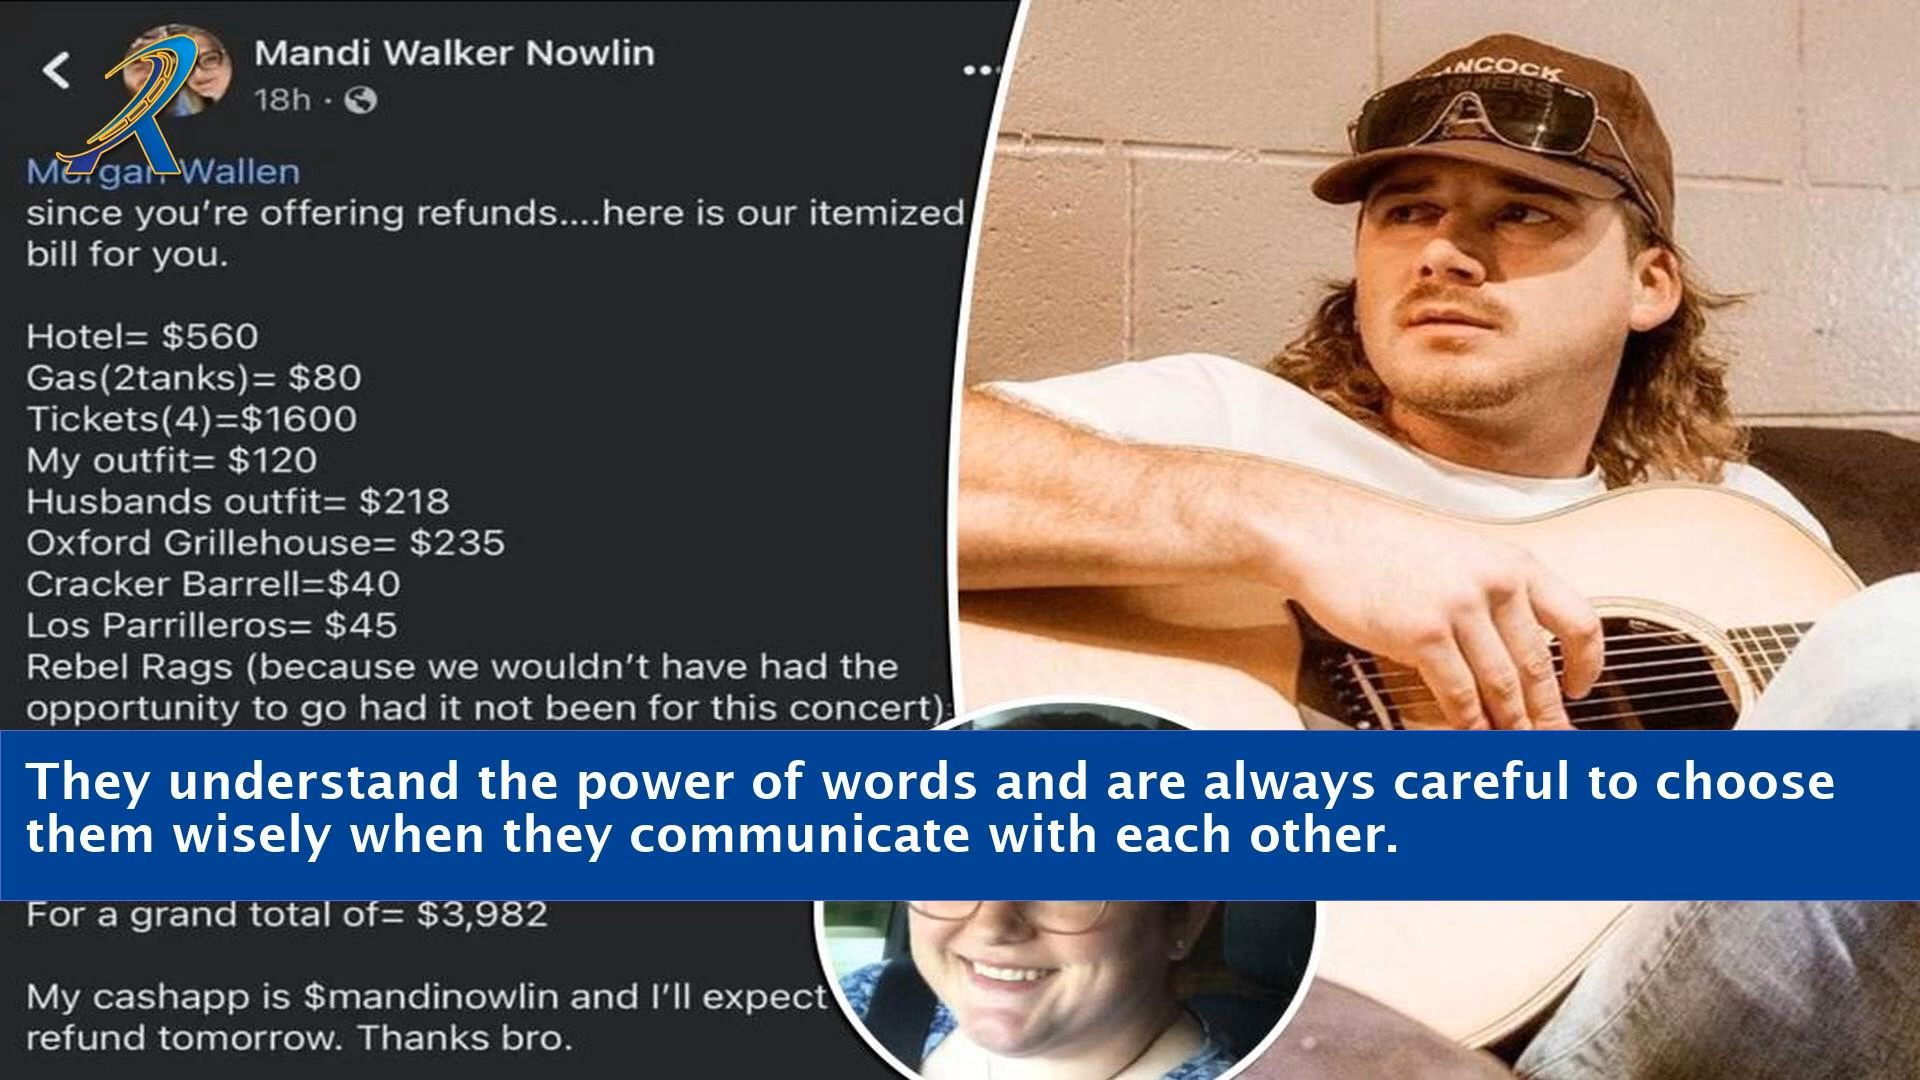 Mandi Walker Nowlin
18h ·
Morgan Wallen
since you're offering refunds....here is our itemized
bill for you.
Hotel= $560
Gas(2tanks)= $80
Tickets(4)=$1600
My outfit= $120
Husbands outfit= $218
Oxford Grillehouse= $235
Cracker Barrell=$40
Los Parrilleros= $45
Rebel Rags (because we wouldn't have had the
opportunity to go had it not been for this concert):
They understand the power of words and are always careful to choose
them wisely when they communicate with each other.
For a grand total of= $3,982
My cashapp is $mandinowlin and I'll expect
refund tomorrow. Thanks bro.